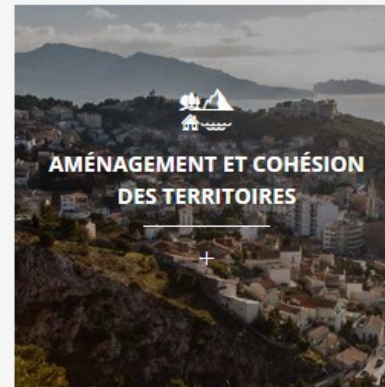 AMÉNAGEMENT ET COHÉSION
DES TERRITOIRES
+